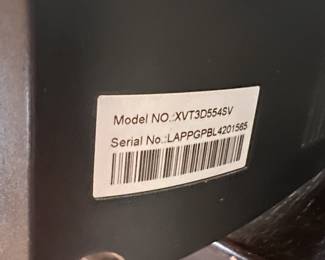 Model NO.:XVT3D554SV
Serial No.:LAPPGPBL4201565